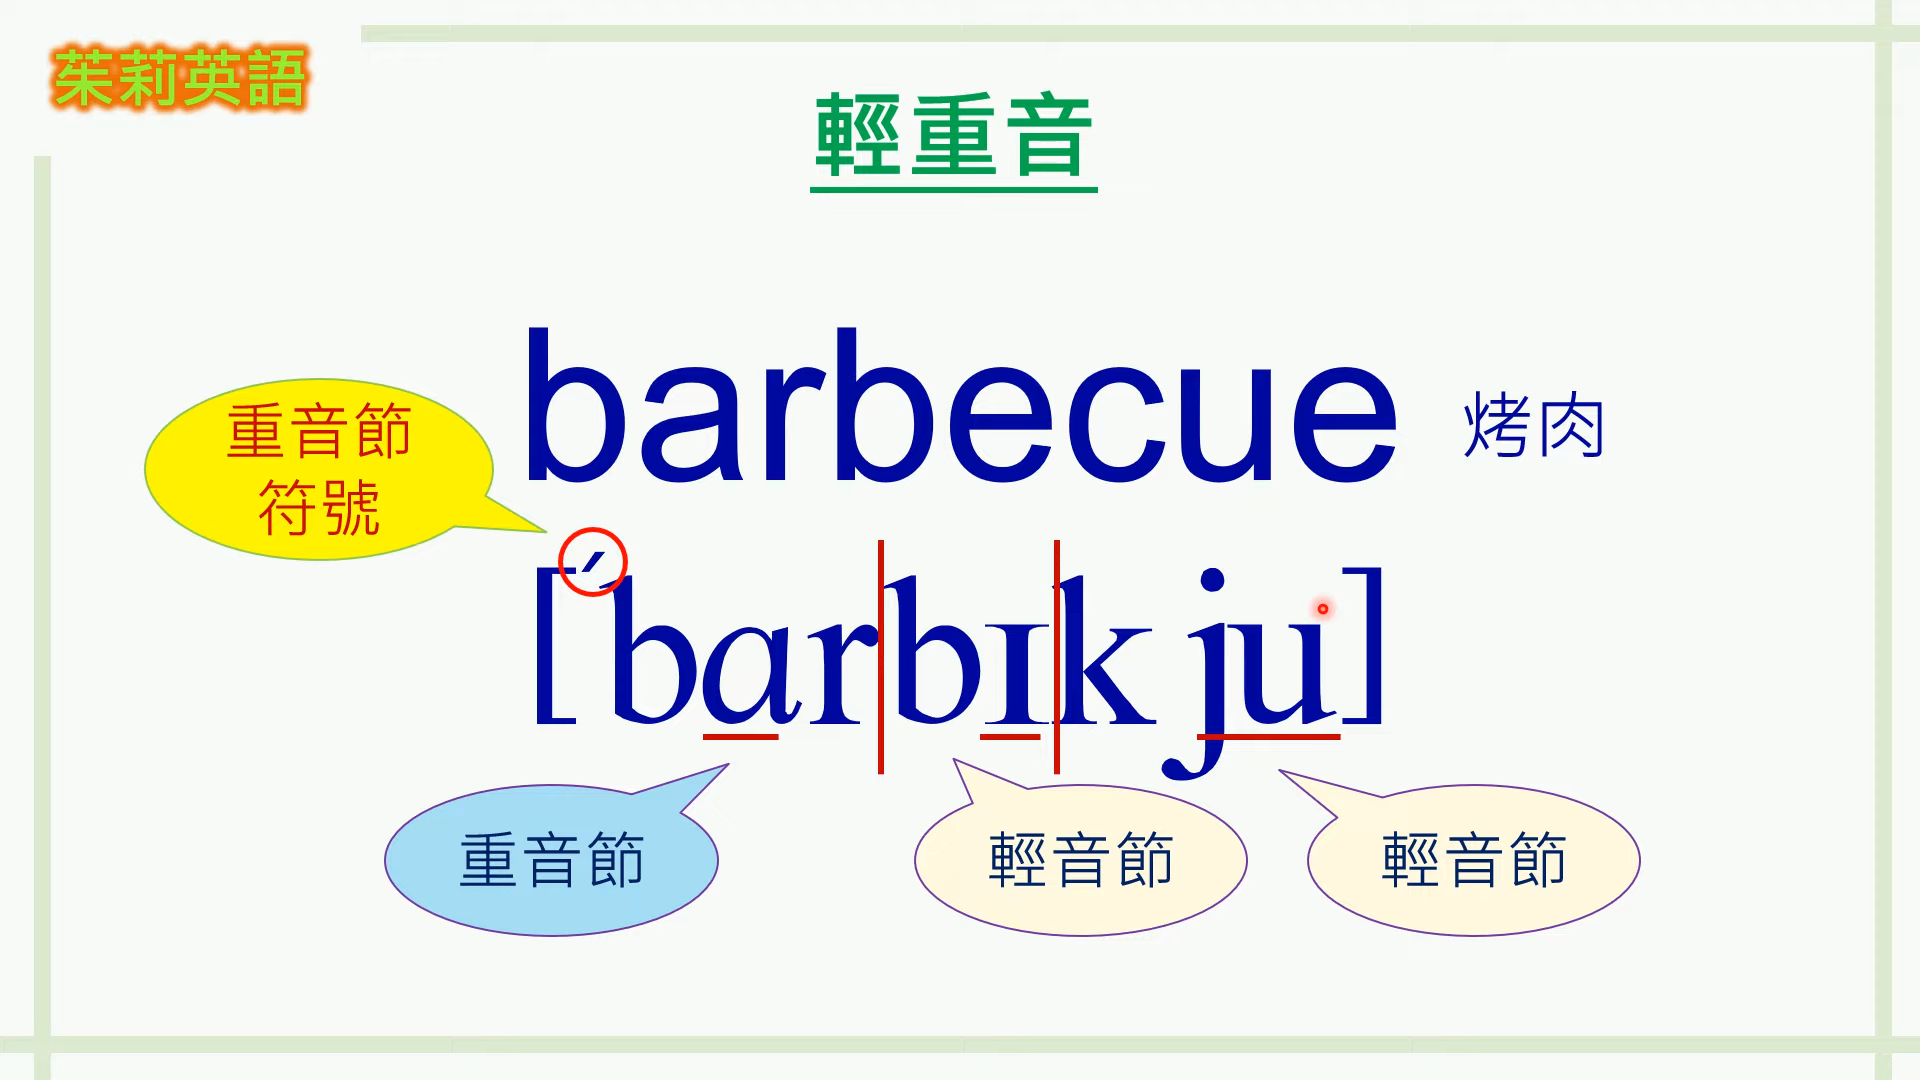 茱莉英語
輕重音
barbecue 烤肉
重音節
符號
[ˊbɑrbɪkju]
重音節
輕音節
輕音節